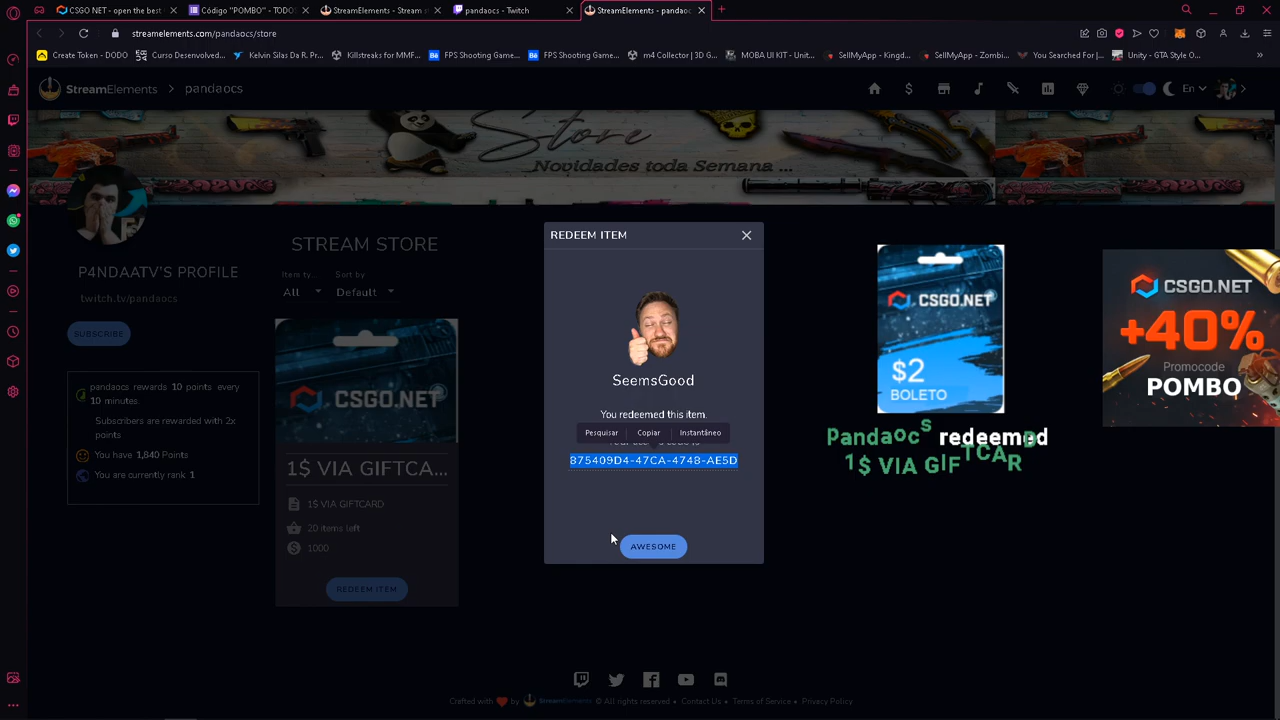 CSGO NET - open the best
Código "POMBO" - TODOS
StreamElements - Stream s
pandaocs - Twitch
StreamElements - pandaoc
streamelements.com/pandaocs/store
Create Token - DODO
Curso Desenvolved...
Kelvin Silas Da R. Pr...
Killstreaks for MMF...
FPS Shooting Game...
FPS Shooting Game...
m4 Collector | 3D G...
MOBA UI KIT - Unit...
SellMyApp - Kingd...
SellMyApp - Zombi...
You Searched For |...
Unity - GTA Style O...
StreamElements
pandaocs
En
Store
Novidades toda Semana ...
P4NDAATV'S PROFILE
twitch.tv/pandaocs
SUBSCRIBE
pandaocs rewards 10 points every
10 minutes.
Subscribers are rewarded with 2x
points
You have 1,840 Points
You are currently rank 1
STREAM STORE
Item ty...
Sort by
All
Default
CSGO.NET
1$ VIA GIFTCA...
1$ VIA GIFTCARD
20 items left
1000
REDEEM ITEM
REDEEM ITEM
SeemsGood
You redeemed this item.
Pesquisar
Copiar
Instantâneo
875409D4-47CA-4748-AE5D
AWESOME
CSGO.NET
$2
BOLETO
Pandaocs redeemed
1$ VIA GIFTCARD
CSGO.NET
+40%
Promocode
POMBO
Crafted with ❤ by StreamElements © All rights reserved • Contact Us • Terms of Service • Privacy Policy